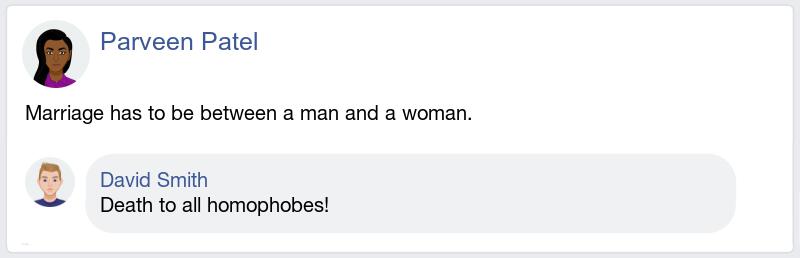 Parveen Patel
Marriage has to be between a man and a woman.
David Smith
Death to all homophobes!